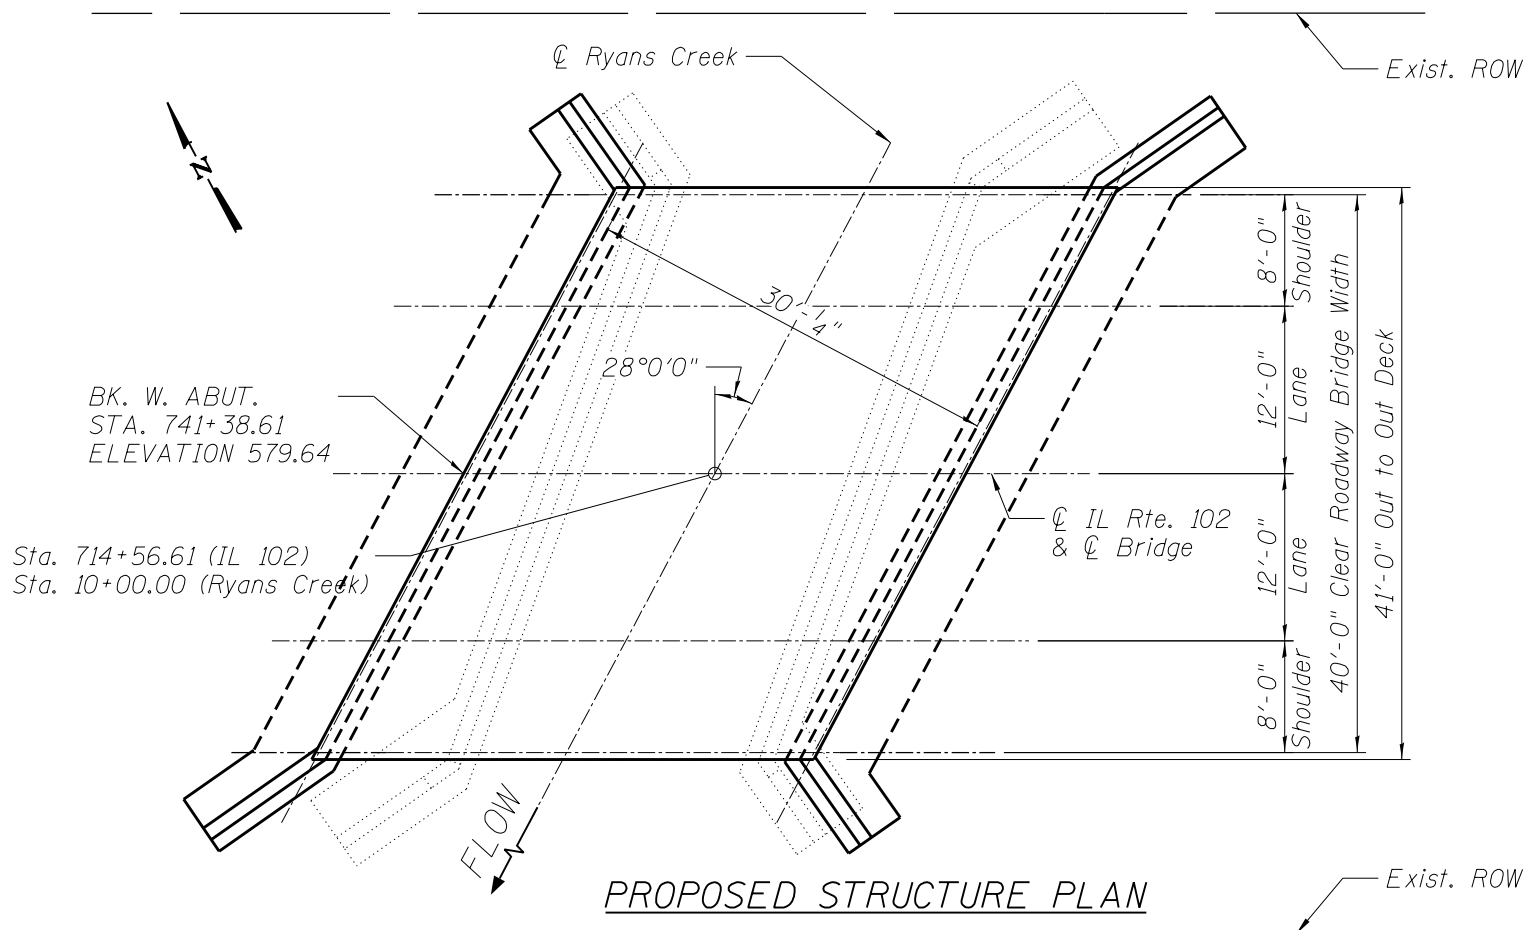 ℄ Ryans Creek
Exist. ROW
N
8'-0"
Shoulder
30'-¼"
28°0'0"
12'-0"
Lane
BK. W. ABUT.
STA. 741+38.61
ELEVATION 579.64
40'-0" Clear Roadway Bridge Width
41'-0" Out to Out Deck
℄ IL Rte. 102
& ℄ Bridge
Sta. 714+56.61 (IL 102)
Sta. 10+00.00 (Ryans Creek)
12'-0"
Lane
8'-0"
Shoulder
FLOW
PROPOSED STRUCTURE PLAN
Exist. ROW